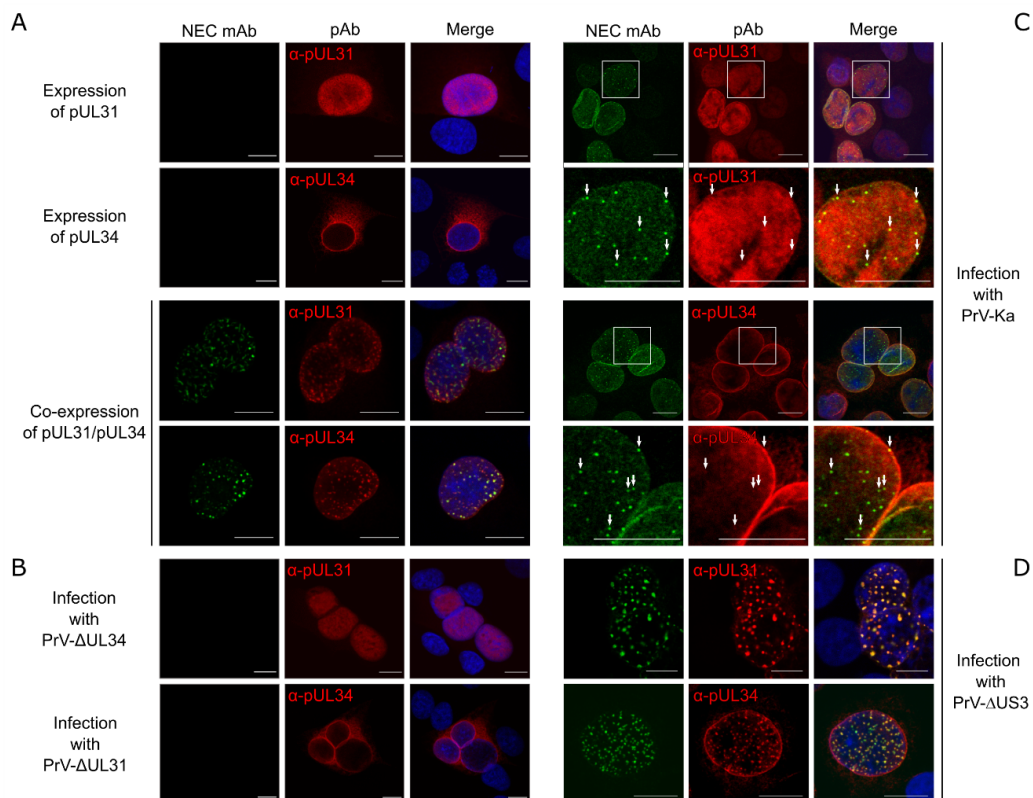 A
NEC mAb
pAb
Merge
Expression
of pUL31
α-pUL31
Expression
of pUL34
α-pUL34
Co-expression
of pUL31/pUL34
α-pUL31
α-pUL34
B
Infection
with
PrV-ΔUL34
α-pUL31
Infection
with
PrV-ΔUL31
α-pUL34
C
NEC mAb
pAb
Merge
α-pUL31
α-pUL31
α-pUL34
α-pUL34
Infection
with
PrV-Ka
D
α-pUL31
α-pUL34
Infection
with
PrV-ΔUS3